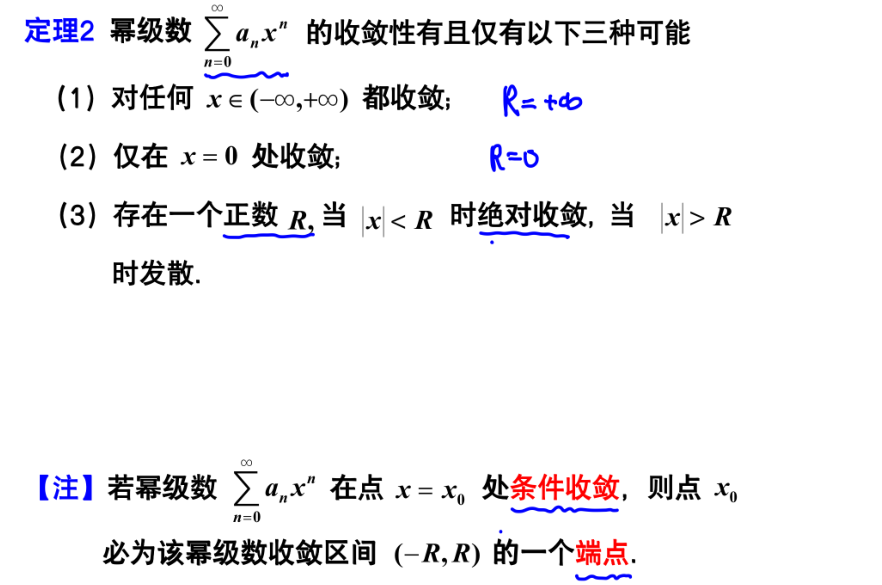 定理2 幂级数 $\sum_{n=0}^{\infty} a_n x^n$ 的收敛性有且仅有以下三种可能
(1) 对任何 $x \in (-\infty, +\infty)$ 都收敛; R=+∞
(2) 仅在 $x = 0$ 处收敛; R=0
(3) 存在一个正数 $R$, 当 $|x| < R$ 时绝对收敛, 当 $|x| > R$
时发散.
【注】若幂级数 $\sum_{n=0}^{\infty} a_n x^n$ 在点 $x = x_0$ 处条件收敛, 则点 $x_0$
必为该幂级数收敛区间 $(-R, R)$ 的一个端点.